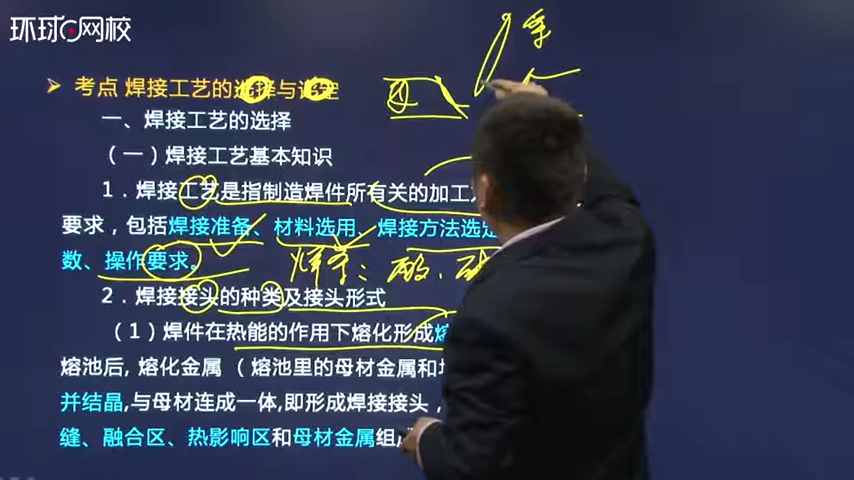 环球网校
考点 焊接工艺的选择与选定
一、焊接工艺的选择
（一）焊接工艺基本知识
1．焊接工艺是指制造焊件所有关的加工
要求，包括焊接准备、材料选用、焊接方法选定
数、操作要求。
焊条：酸、
2．焊接接头的种类及接头形式
（1）焊件在热能的作用下熔化形成熔
熔池后, 熔化金属（熔池里的母材金属和
并结晶,与母材连成一体,即形成焊接接头，
缝、融合区、热影响区和母材金属组